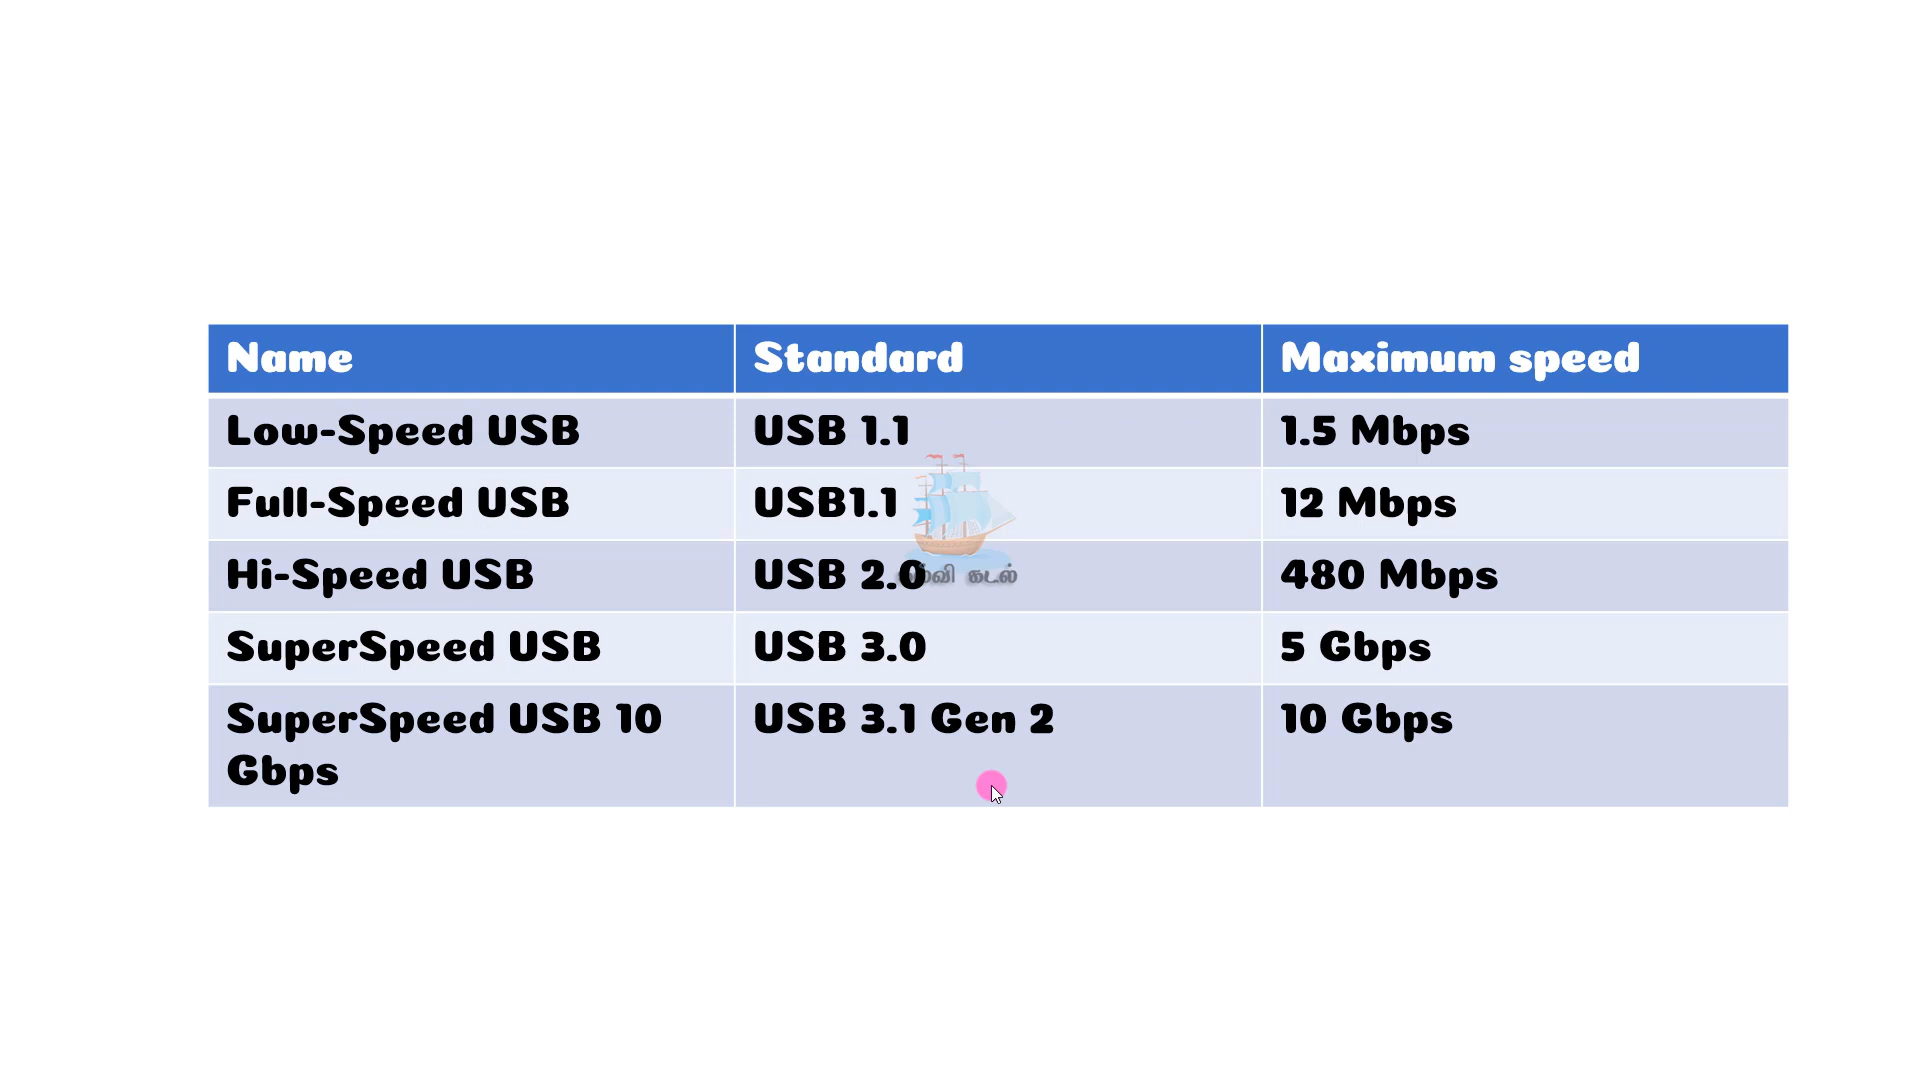 Name Standard Maximum speed
Low-Speed USB USB 1.1 1.5 Mbps
Full-Speed USB USB1.1 12 Mbps
Hi-Speed USB USB 2.0 480 Mbps
கடல்
SuperSpeed USB USB 3.0 5 Gbps
SuperSpeed USB 10 USB 3.1 Gen 2 10 Gbps
Gbps